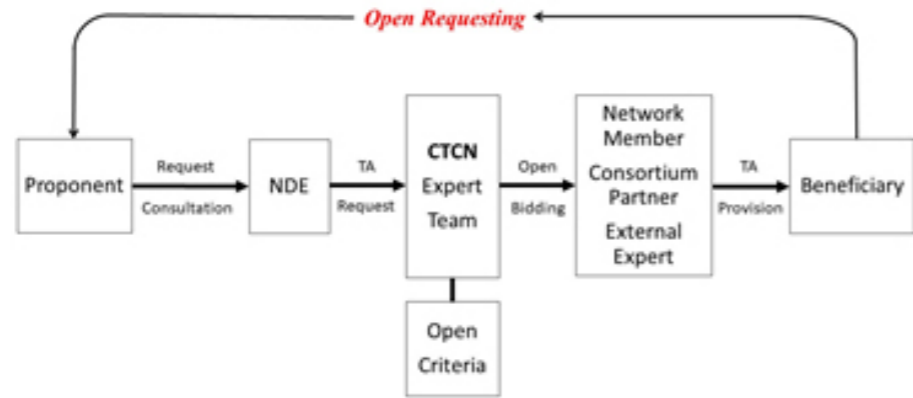 Open Requesting
Proponent
Request
Consultation
NDE
TA
Request
CTCN
Expert
Team
Open
Criteria
Open
Bidding
Network
Member
Consortium
Partner
External
Expert
TA
Provision
Beneficiary